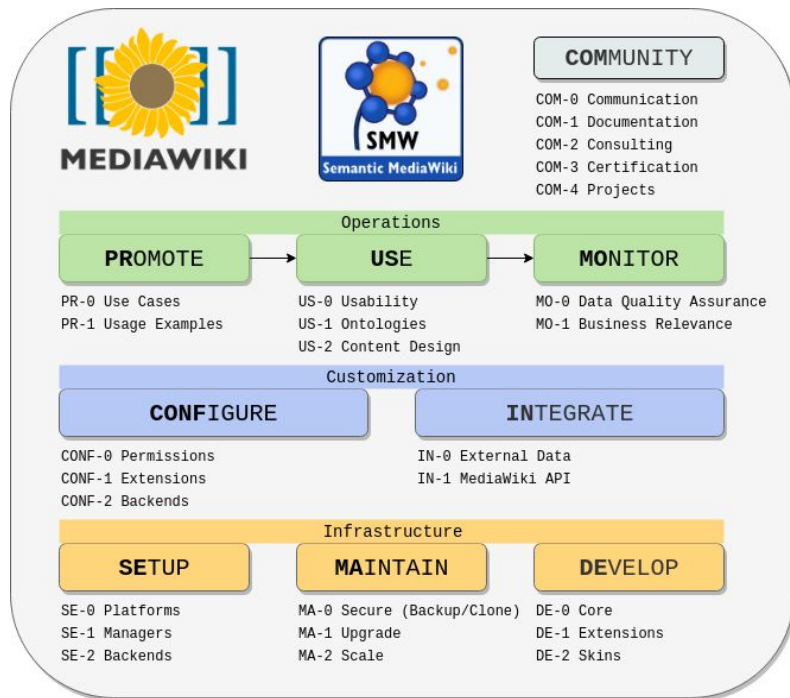 [[ ]]
MEDIAWIKI
SMW
Semantic MediaWiki
COMMUNITY
COM-0 Communication
COM-1 Documentation
COM-2 Consulting
COM-3 Certification
COM-4 Projects
Operations
PROMOTE
USE
MONITOR
PR-0 Use Cases
PR-1 Usage Examples
US-0 Usability
US-1 Ontologies
US-2 Content Design
MO-0 Data Quality Assurance
MO-1 Business Relevance
Customization
CONFIGURE
INTEGRATE
CONF-0 Permissions
CONF-1 Extensions
CONF-2 Backends
IN-0 External Data
IN-1 MediaWiki API
Infrastructure
SETUP
MAINTAIN
DEVELOP
SE-0 Platforms
SE-1 Managers
SE-2 Backends
MA-0 Secure (Backup/Clone)
MA-1 Upgrade
MA-2 Scale
DE-0 Core
DE-1 Extensions
DE-2 Skins